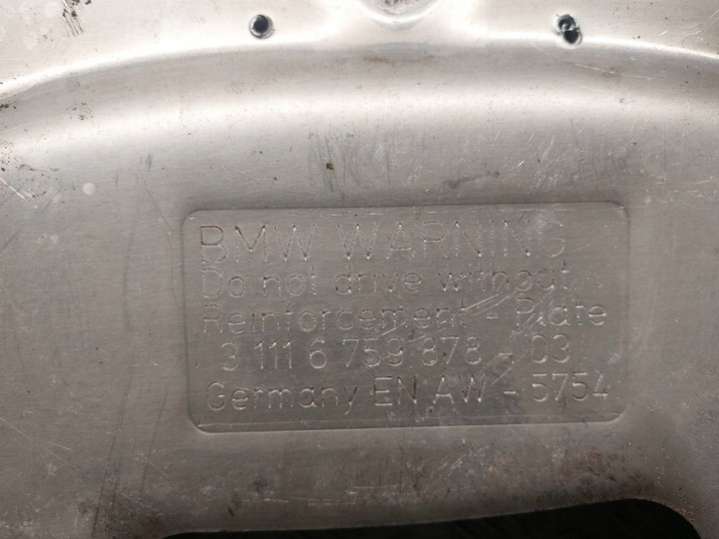 BMW WARNING
Do not drive without
Reinforcement - Plate
3 111 6 759 878 - 03
Germany EN AW - 5754